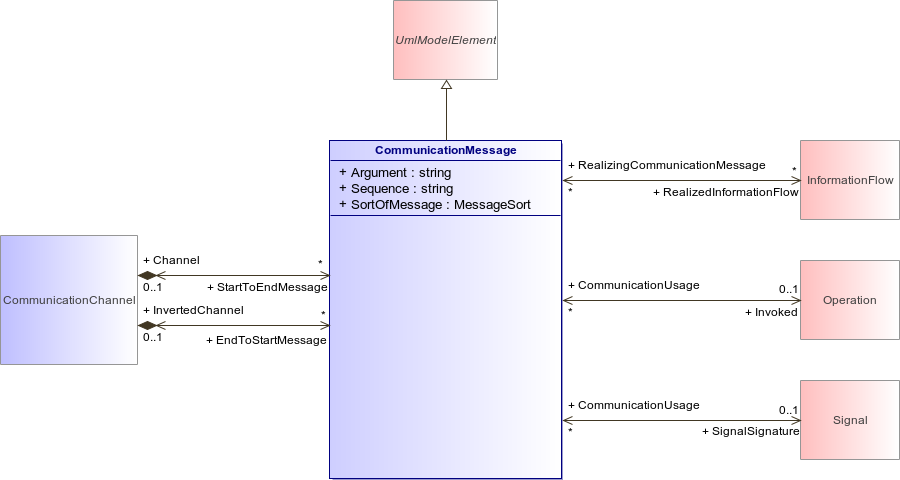 UmlModelElement
CommunicationMessage
+ Argument : string
+ Sequence : string
+ SortOfMessage : MessageSort
+ RealizingCommunicationMessage
*
*
+ RealizedInformationFlow
InformationFlow
CommunicationChannel
+ Channel
*
0..1
+ StartToEndMessage
+ InvertedChannel
*
0..1
+ EndToStartMessage
+ CommunicationUsage
0..1
*
+ Invoked
Operation
+ CommunicationUsage
0..1
*
+ SignalSignature
Signal